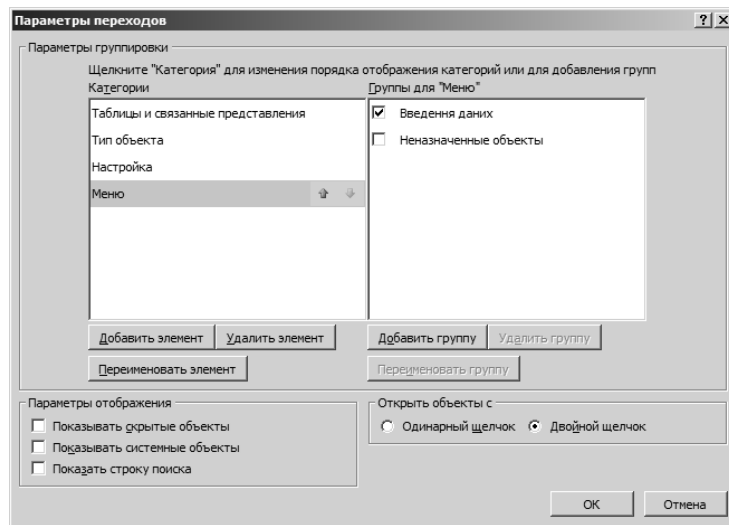 Параметры переходов
Параметры группировки
Щелкните "Категория" для изменения порядка отображения категорий или для добавления групп
Категории
Группы для "Меню"
Таблицы и связанные представления
Тип объекта
Настройка
Меню
Введення даних
Неназначенные объекты
Добавить элемент
Удалить элемент
Добавить группу
Удалить группу
Переименовать элемент
Переименовать группу
Параметры отображения
Показывать скрытые объекты
Показывать системные объекты
Показать строку поиска
Открыть объекты с
Одинарный щелчок
Двойной щелчок
ОК
Отмена